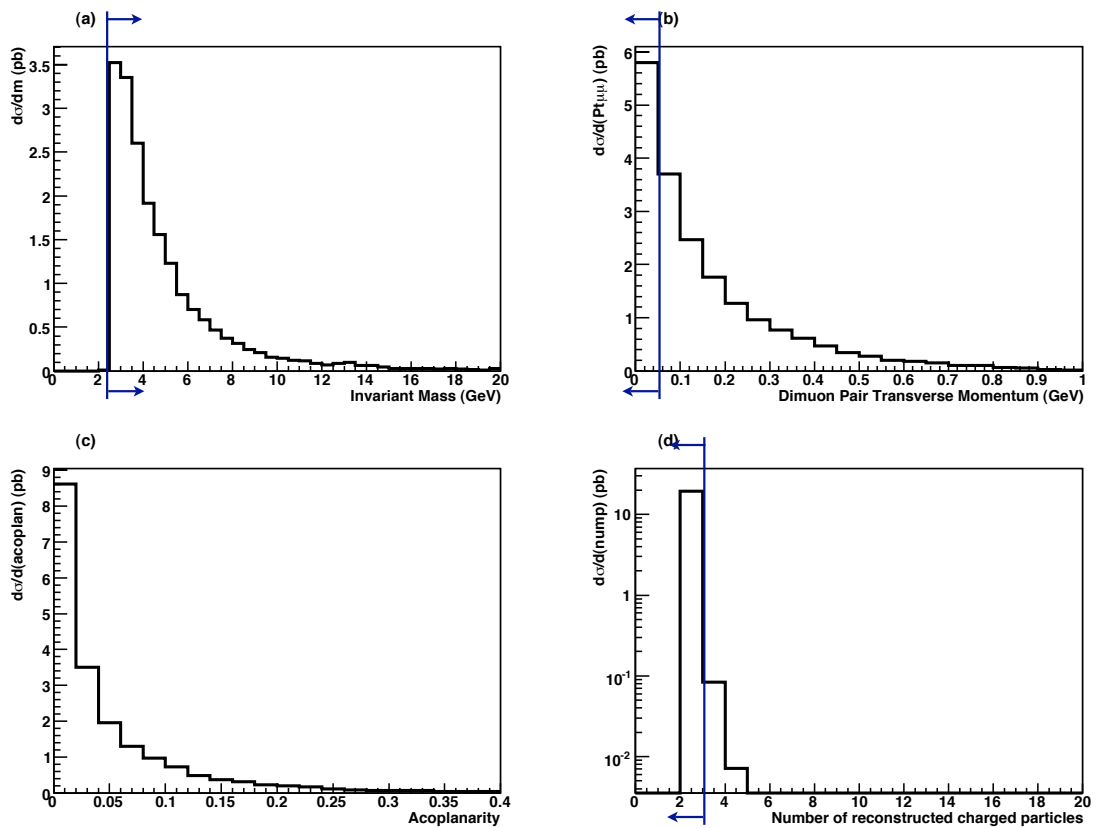 (a)
dσ/dm (pb)
3.5
3
2.5
2
1.5
1
0.5
0
0 2 4 6 8 10 12 14 16 18 20
Invariant Mass (GeV)
(b)
dσ/d(Ptμμ) (pb)
6
5
4
3
2
1
0
0 0.1 0.2 0.3 0.4 0.5 0.6 0.7 0.8 0.9 1
Dimuon Pair Transverse Momentum (GeV)
(c)
dσ/d(acoplan) (pb)
9
8
7
6
5
4
3
2
1
0
0 0.05 0.1 0.15 0.2 0.25 0.3 0.35 0.4
Acoplanarity
(d)
dσ/d(nump) (pb)
10
1
10⁻¹
10⁻²
0 2 4 6 8 10 12 14 16 18 20
Number of reconstructed charged particles